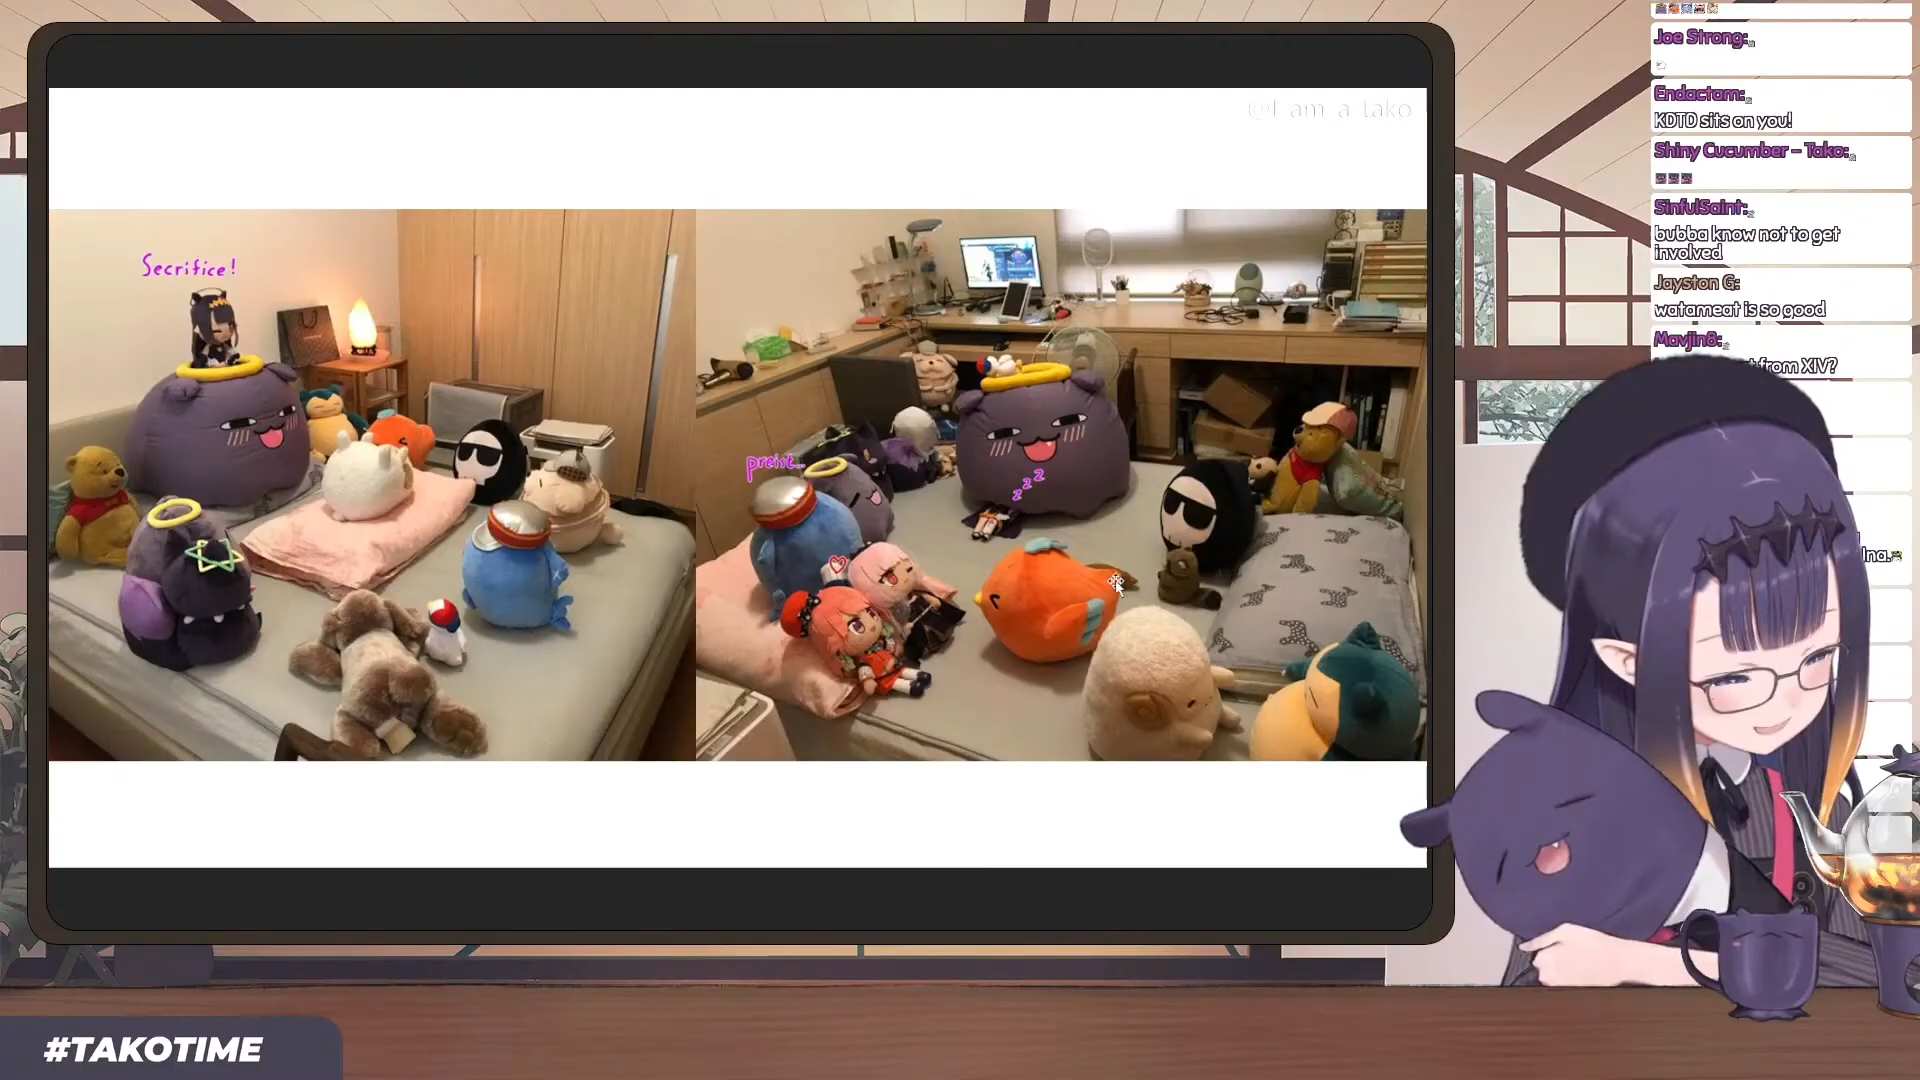 @I am a tako
Secrifice!
preist...
z z z
Joe Strong:
Endactam:
KDTD sits on you!
Shiny Cucumber – Tako:
SinfulSaint:
bubba know not to get
involved
Jayston G:
watameat is so good
Mavjin8:
from XIV?
Ina.
#TAKOTIME